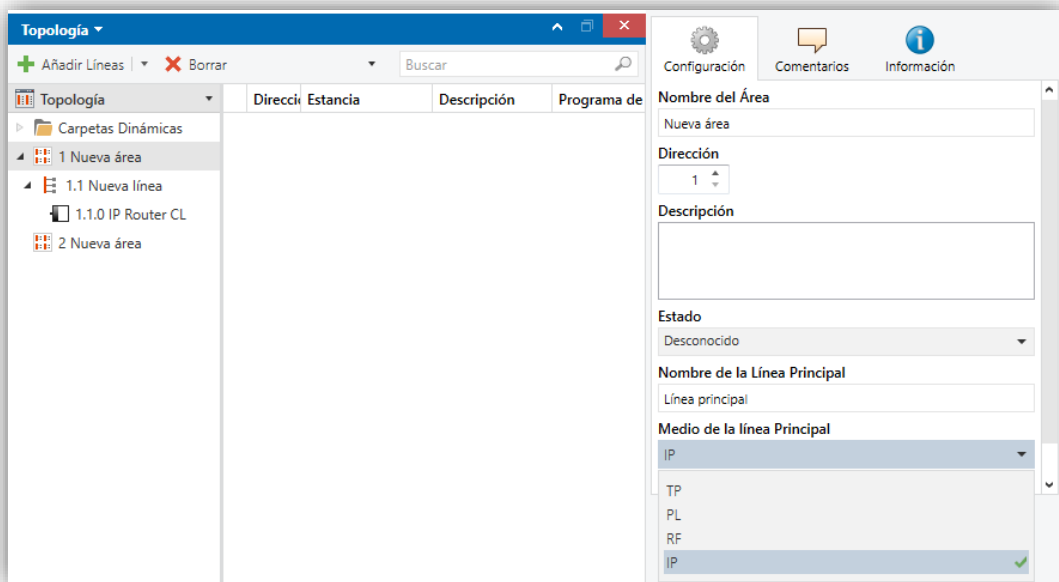 Topología
Añadir Líneas
Borrar
Buscar
Topología
Direcció Estancia Descripción Programa de
Carpetas Dinámicas
1 Nueva área
1.1 Nueva línea
1.1.0 IP Router CL
2 Nueva área
Configuración
Comentarios
Información
Nombre del Área
Nueva área
Dirección
1
Descripción
Estado
Desconocido
Nombre de la Línea Principal
Línea principal
Medio de la línea Principal
IP
TP
PL
RF
IP